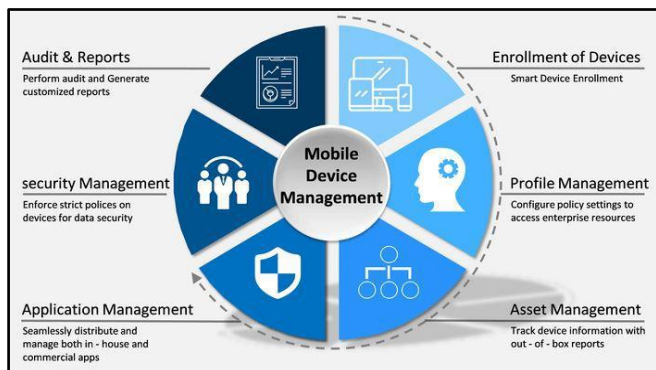 Audit & Reports
Perform audit and Generate
customized reports
Enrollment of Devices
Smart Device Enrollment
Mobile
Device
Management
security Management
Enforce strict polices on
devices for data security
Profile Management
Configure policy settings to
access enterprise resources
Application Management
Seamlessly distribute and
manage both in - house and
commercial apps
Asset Management
Track device information with
out - of - box reports